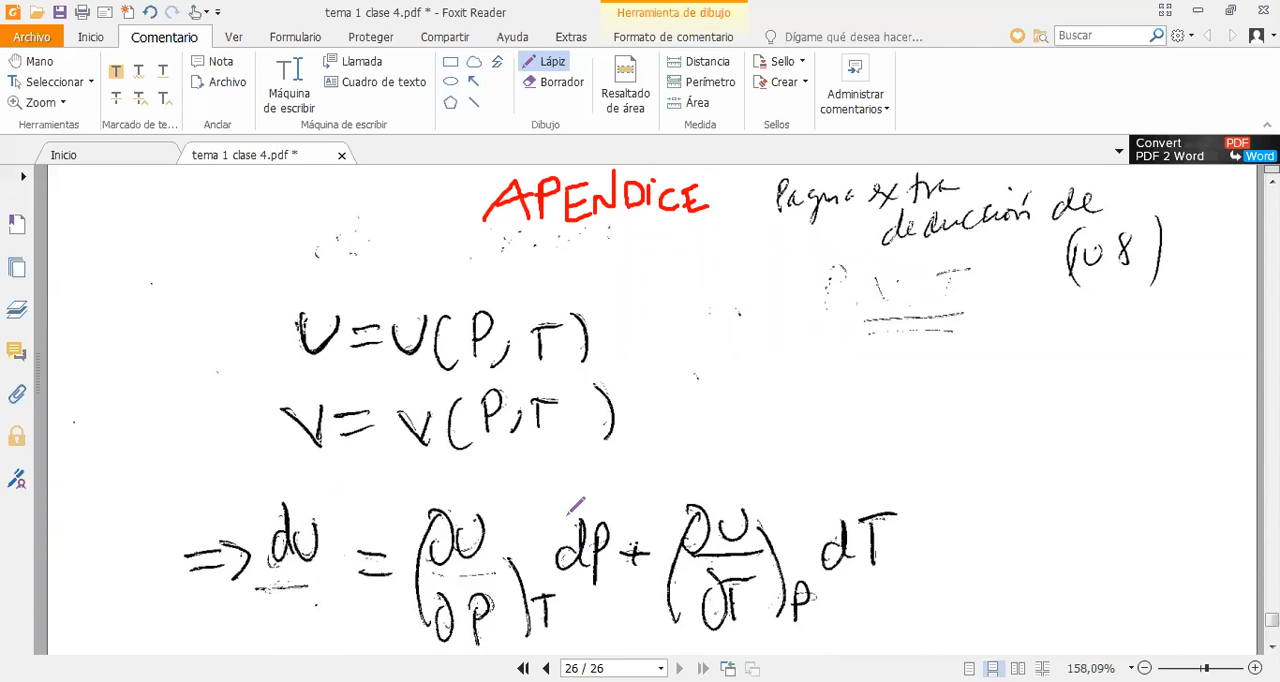 tema 1 clase 4.pdf * - Foxit Reader
Herramienta de dibujo
Archivo Inicio Comentario Ver Formulario Proteger Compartir Ayuda Extras Formato de comentario Dígame qué desea hacer... Buscar
Mano
Seleccionar
Zoom
Herramientas
T T T
T T T
Marcado de te...
Nota
Archivo
Anclar
Máquina de escribir
Llamada
Cuadro de texto
Máquina de escribir
Lápiz
Borrador
Dibujo
Resaltado de área
Distancia
Perímetro
Área
Medida
Sello
Crear
Sellos
Administrar comentarios
Inicio
tema 1 clase 4.pdf *
Convert PDF
PDF 2 Word Word
APENDICE
Pagina extra
deducción de
(108)
P, V, T
U = U(P, T)
V = V(P, T)
=> dU = (∂U/∂P)T dP + (∂U/∂T)P dT
26 / 26
158,09%